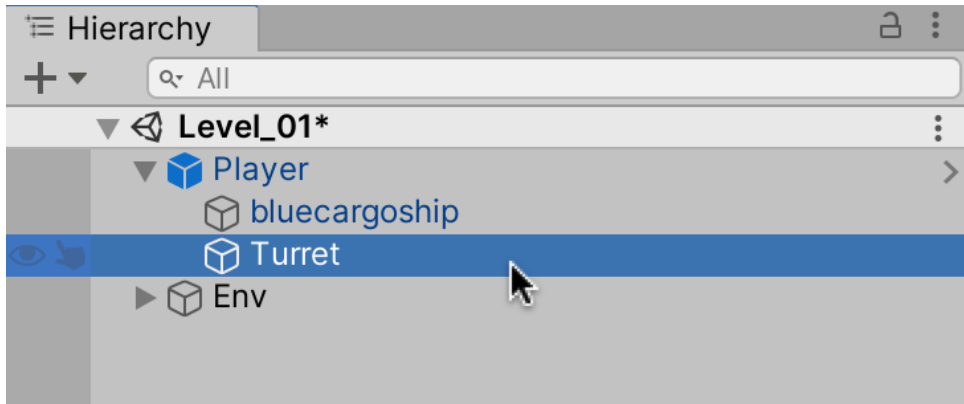 Hierarchy
All
Level_01*
Player
bluecargoship
Turret
Env